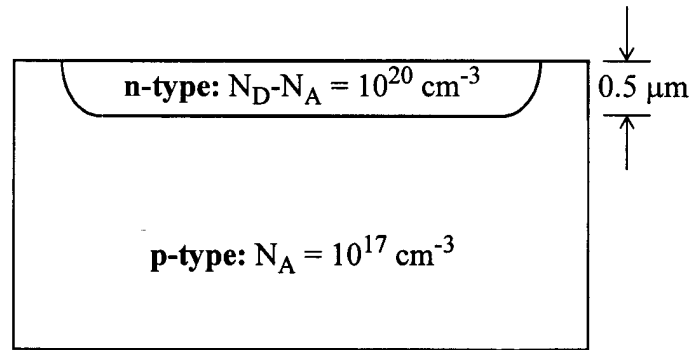 n-type: N_D-N_A = 10^20 cm^-3
0.5 μm
p-type: N_A = 10^17 cm^-3